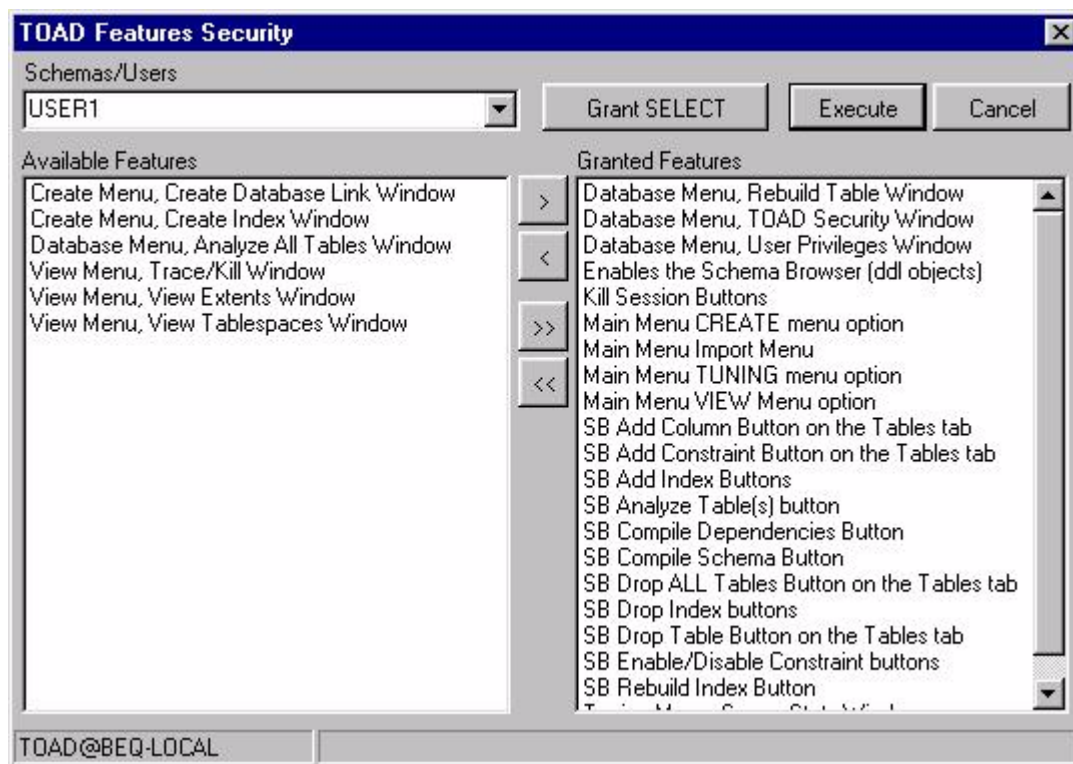 TOAD Features Security
Schemas/Users
USER1
Grant SELECT
Execute
Cancel
Available Features
Create Menu, Create Database Link Window
Create Menu, Create Index Window
Database Menu, Analyze All Tables Window
View Menu, Trace/Kill Window
View Menu, View Extents Window
View Menu, View Tablespaces Window
>
<
>>
<<
Granted Features
Database Menu, Rebuild Table Window
Database Menu, TOAD Security Window
Database Menu, User Privileges Window
Enables the Schema Browser (ddl objects)
Kill Session Buttons
Main Menu CREATE menu option
Main Menu Import Menu
Main Menu TUNING menu option
Main Menu VIEW Menu option
SB Add Column Button on the Tables tab
SB Add Constraint Button on the Tables tab
SB Add Index Buttons
SB Analyze Table(s) button
SB Compile Dependencies Button
SB Compile Schema Button
SB Drop ALL Tables Button on the Tables tab
SB Drop Index buttons
SB Drop Table Button on the Tables tab
SB Enable/Disable Constraint buttons
SB Rebuild Index Button
TOAD@BEQ-LOCAL